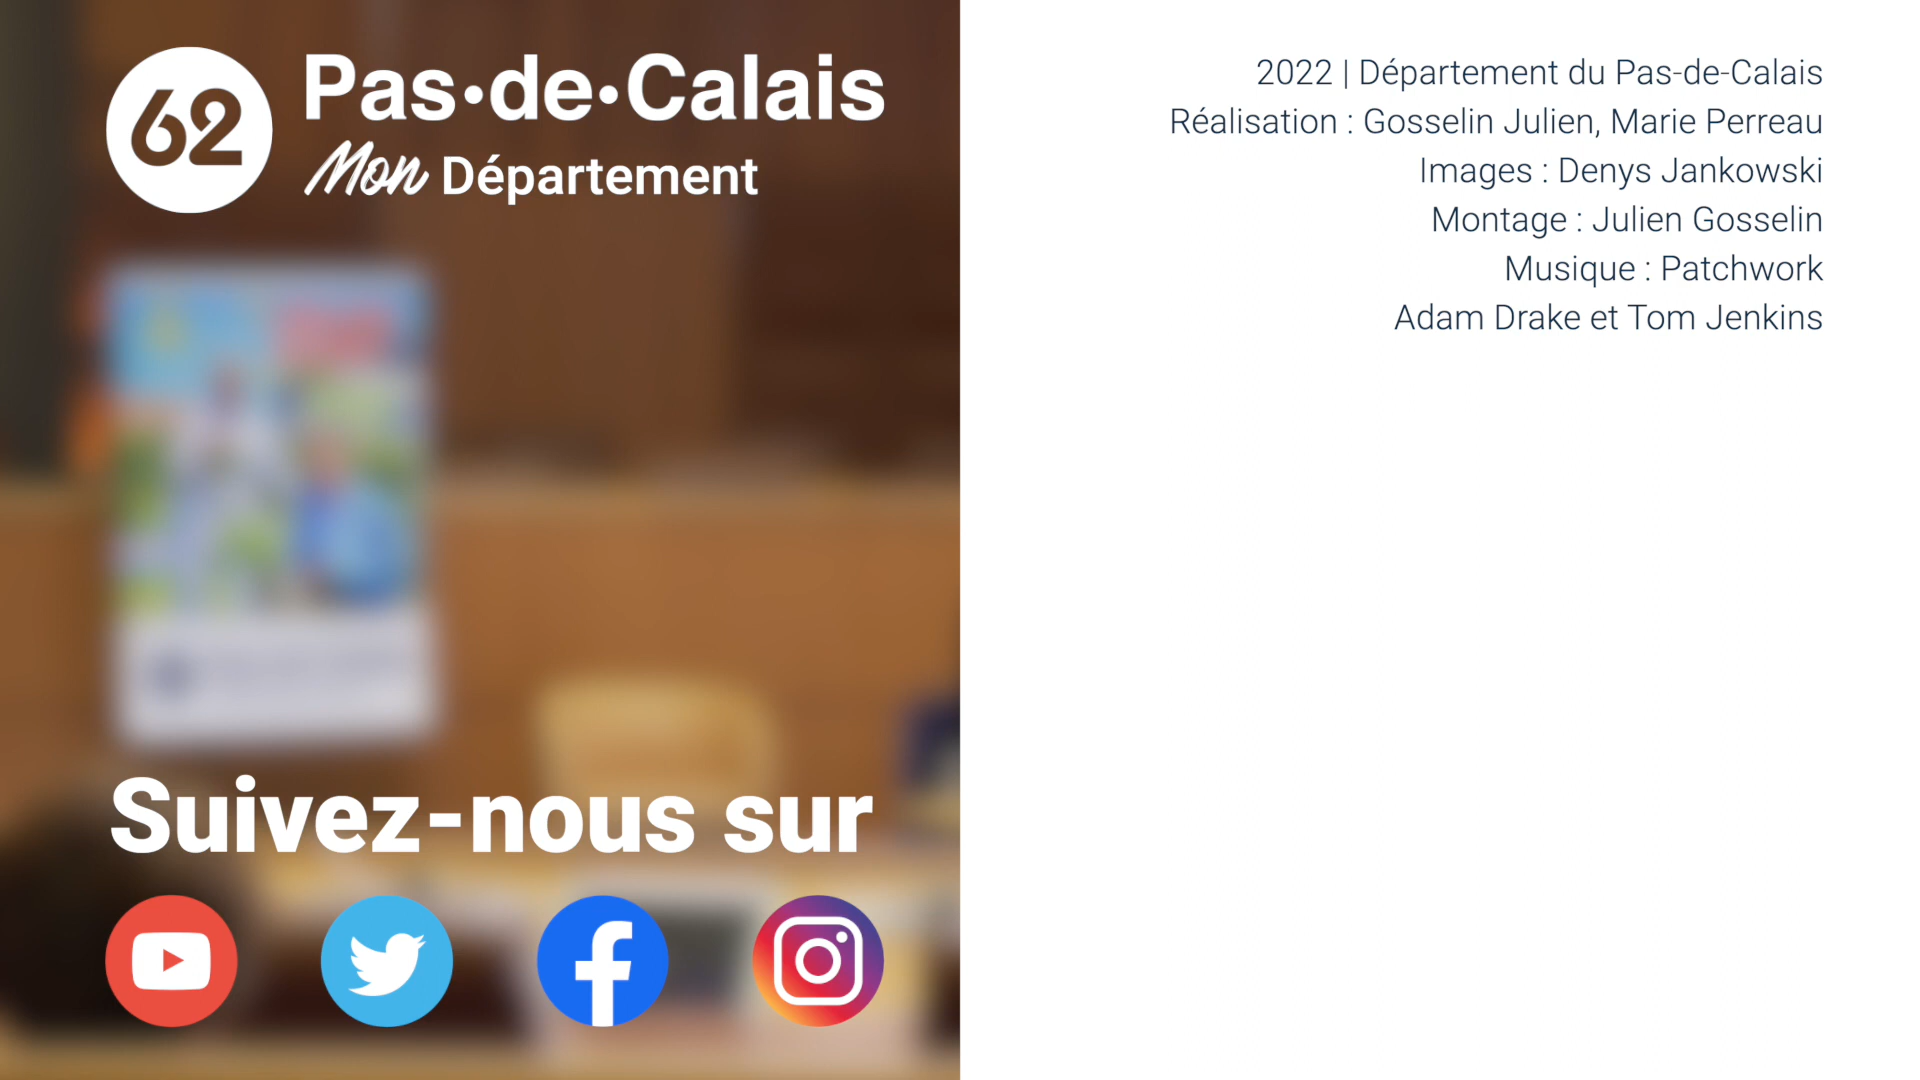 62
Pas·de·Calais
Mon Département
Suivez-nous sur
2022 | Département du Pas-de-Calais
Réalisation : Gosselin Julien, Marie Perreau
Images : Denys Jankowski
Montage : Julien Gosselin
Musique : Patchwork
Adam Drake et Tom Jenkins